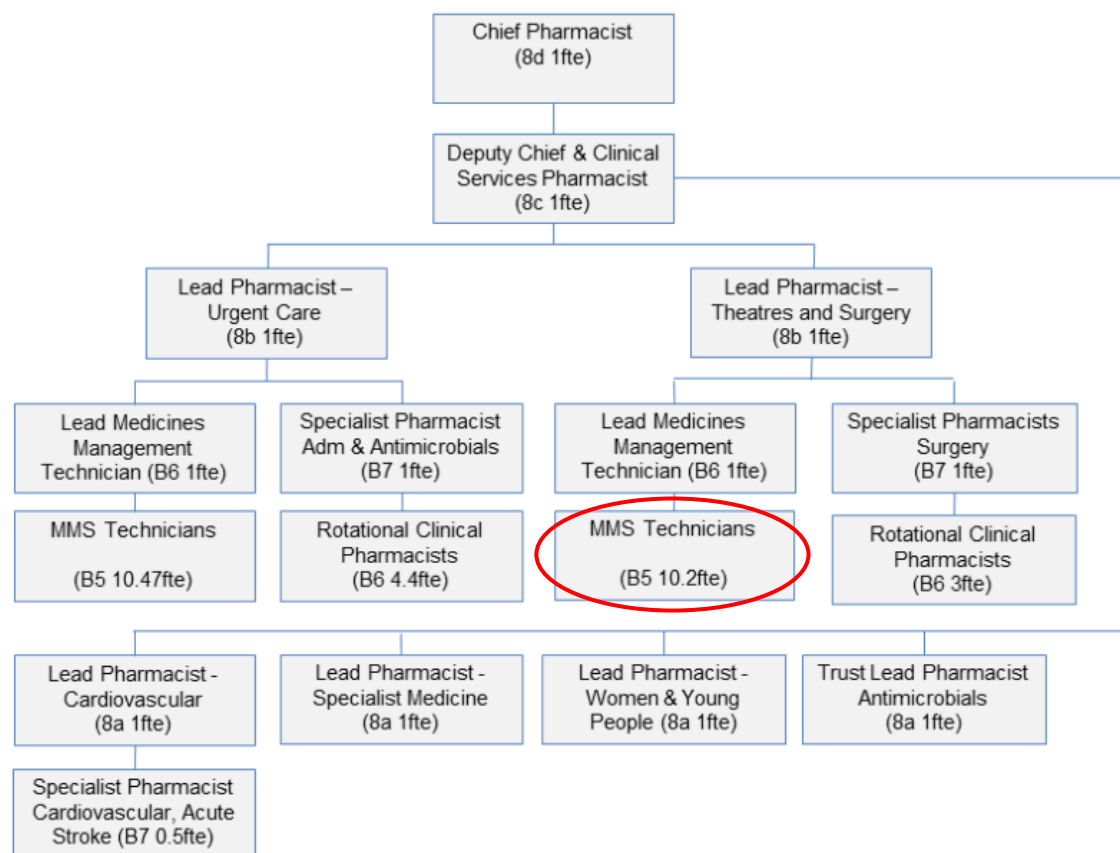 Chief Pharmacist
(8d 1fte)
Deputy Chief & Clinical
Services Pharmacist
(8c 1fte)
Lead Pharmacist –
Urgent Care
(8b 1fte)
Lead Pharmacist –
Theatres and Surgery
(8b 1fte)
Lead Medicines
Management
Technician (B6 1fte)
Specialist Pharmacist
Adm & Antimicrobials
(B7 1fte)
Lead Medicines
Management
Technician (B6 1fte)
Specialist Pharmacists
Surgery
(B7 1fte)
MMS Technicians
(B5 10.47fte)
Rotational Clinical
Pharmacists
(B6 4.4fte)
MMS Technicians
(B5 10.2fte)
Rotational Clinical
Pharmacists
(B6 3fte)
Lead Pharmacist -
Cardiovascular
(8a 1fte)
Lead Pharmacist -
Specialist Medicine
(8a 1fte)
Lead Pharmacist -
Women & Young
People (8a 1fte)
Trust Lead Pharmacist
Antimicrobials
(8a 1fte)
Specialist Pharmacist
Cardiovascular, Acute
Stroke (B7 0.5fte)